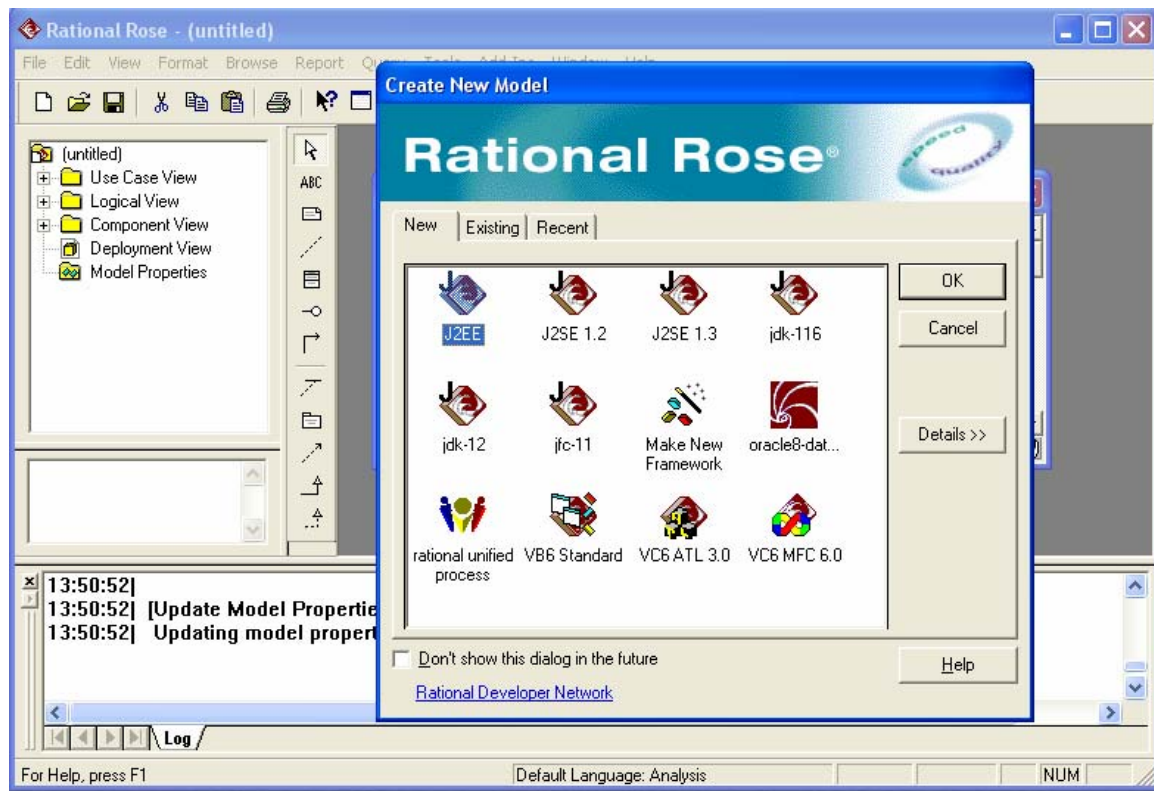 Rational Rose - (untitled)
File Edit View Format Browse Report
Create New Model
Rational Rose®
speed
quality
(untitled)
Use Case View
Logical View
Component View
Deployment View
Model Properties
ABC
New Existing Recent
J2EE J2SE 1.2 J2SE 1.3 jdk-116
jdk-12 jfc-11 Make New Framework oracle8-dat...
rational unified process VB6 Standard VC6 ATL 3.0 VC6 MFC 6.0
OK
Cancel
Details >>
Don't show this dialog in the future
Help
Rational Developer Network
13:50:52|
13:50:52| [Update Model Propertie
13:50:52| Updating model propert
Log
For Help, press F1 Default Language: Analysis NUM